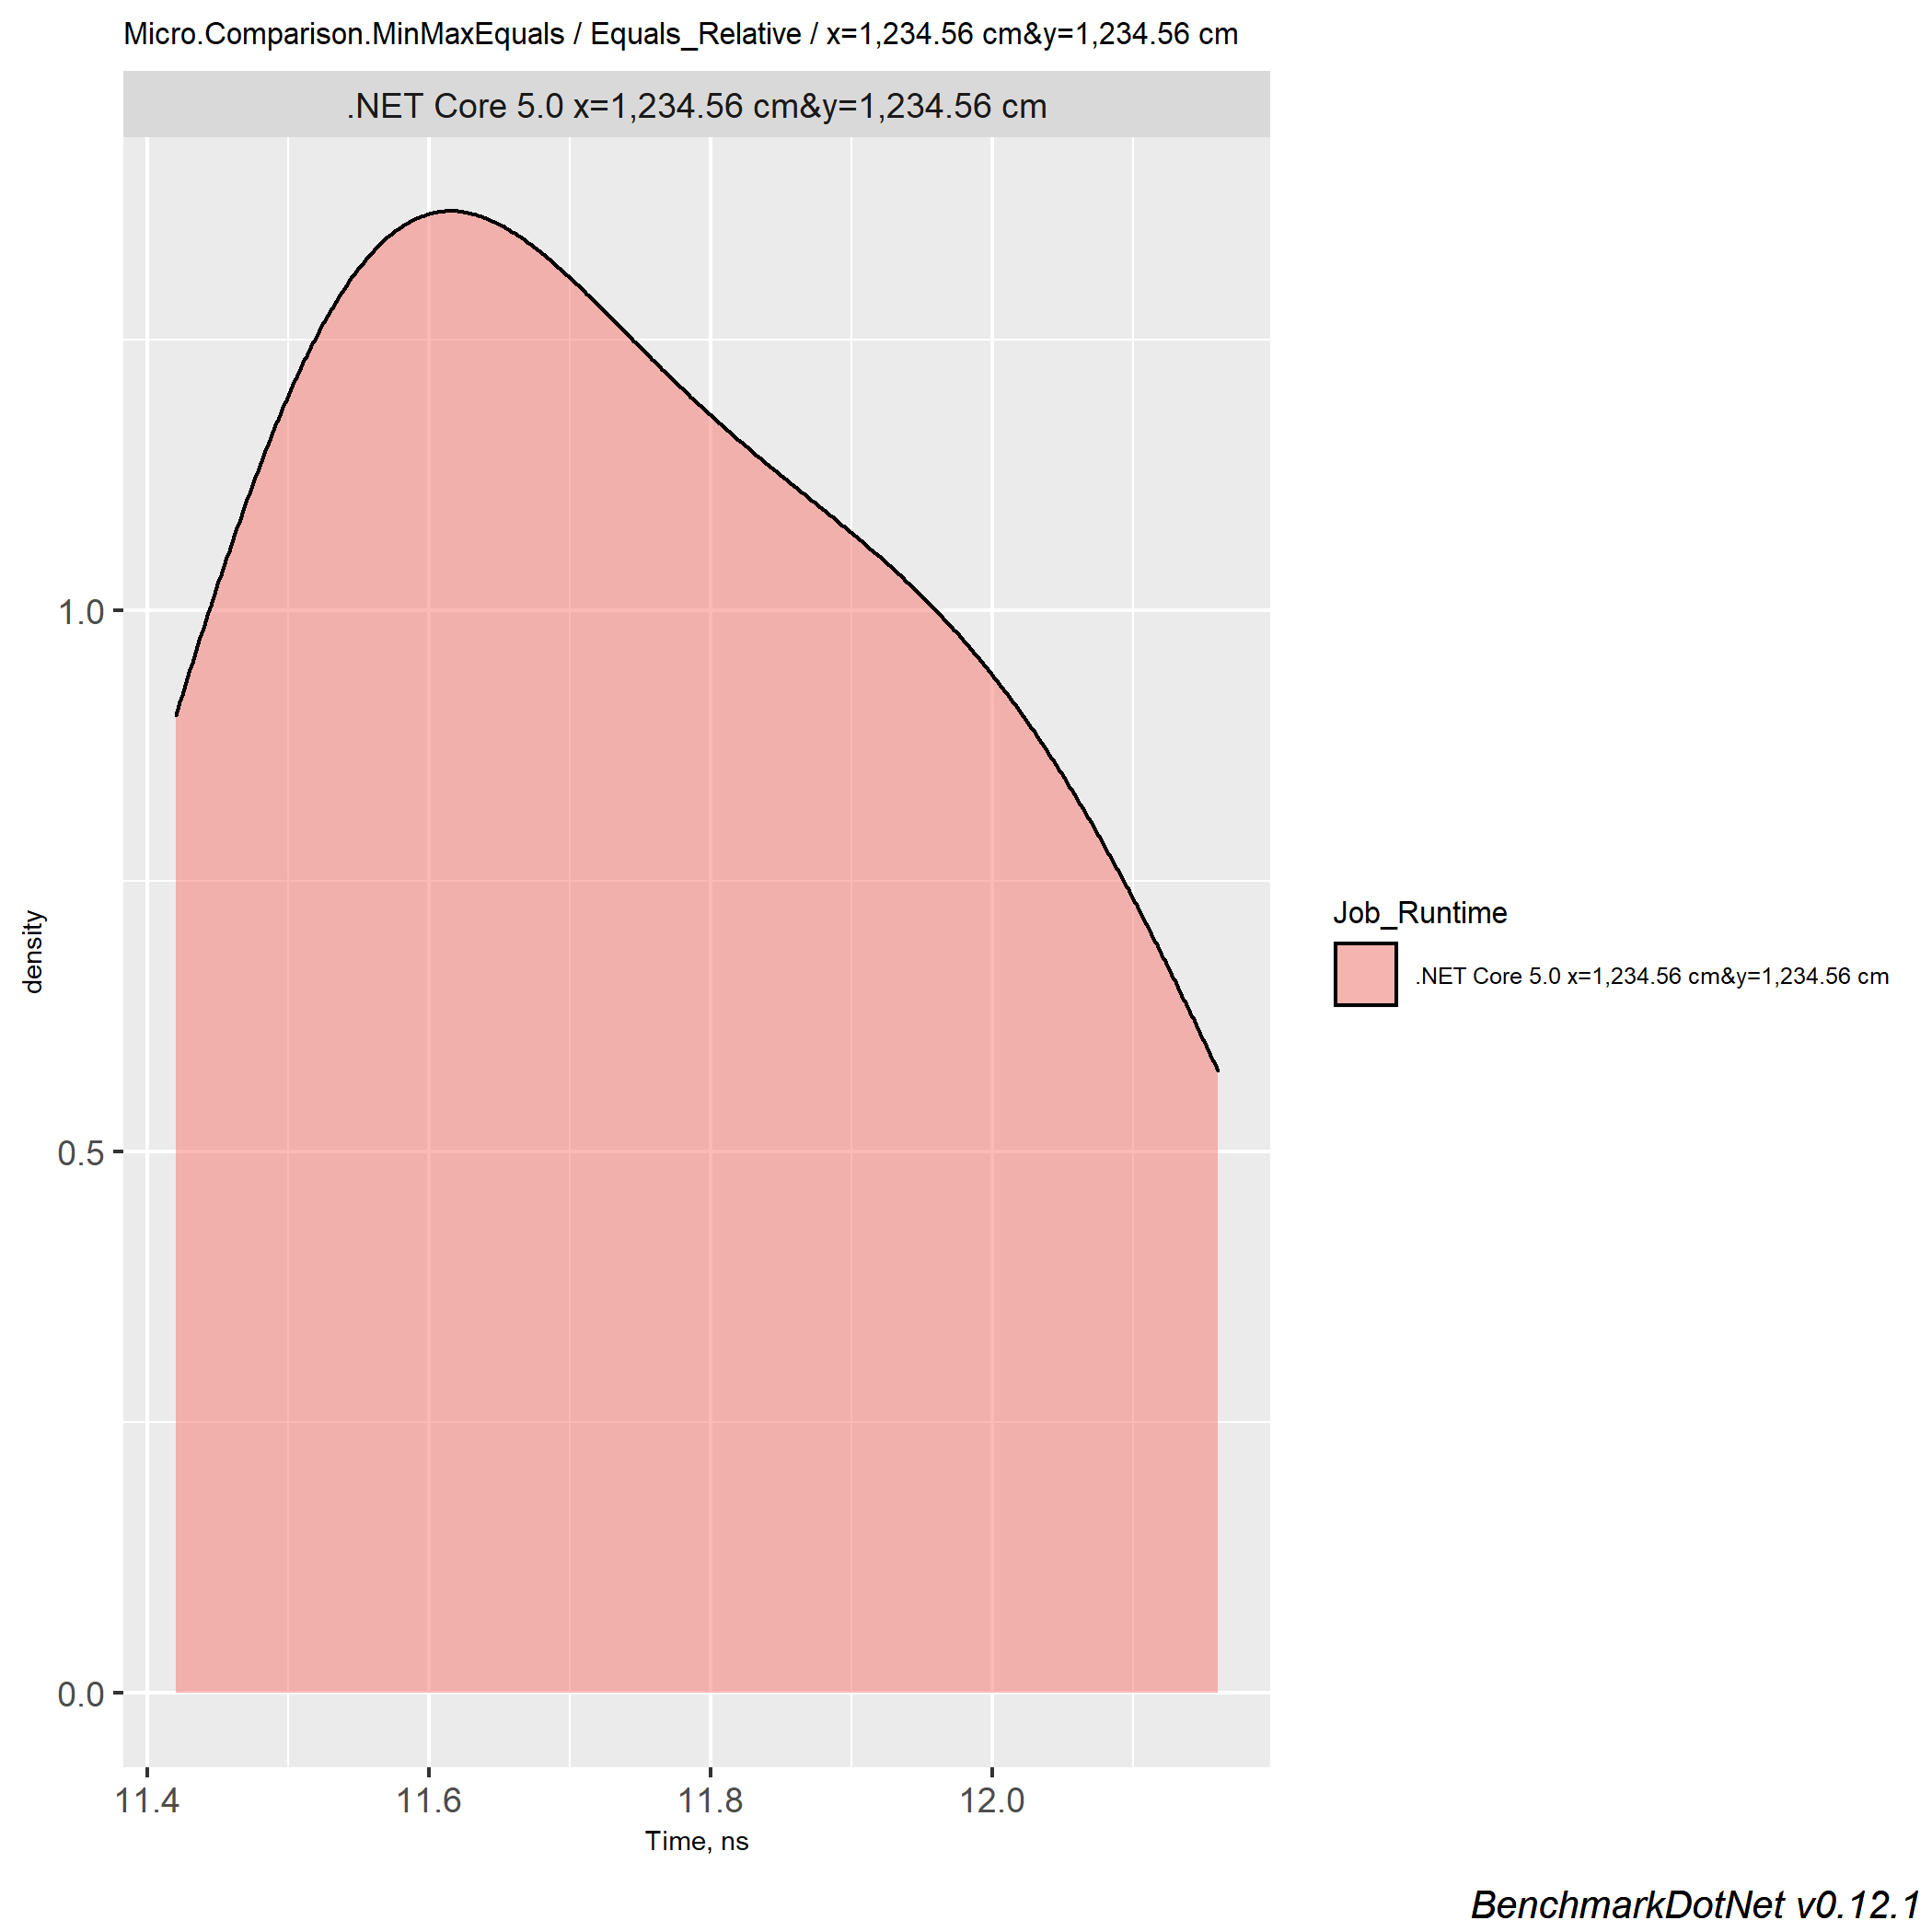 Micro.Comparison.MinMaxEquals / Equals_Relative / x=1,234.56 cm&y=1,234.56 cm
.NET Core 5.0 x=1,234.56 cm&y=1,234.56 cm
1.0
0.5
0.0
density
11.4 11.6 11.8 12.0
Time, ns
Job_Runtime
.NET Core 5.0 x=1,234.56 cm&y=1,234.56 cm
BenchmarkDotNet v0.12.1